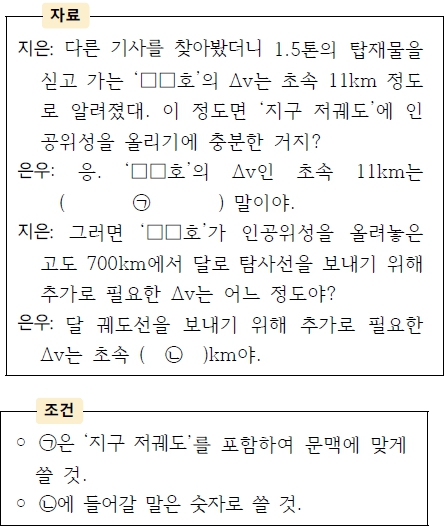 자료
지은: 다른 기사를 찾아봤더니 1.5톤의 탑재물을
싣고 가는 ‘□□호’의 Δv는 초속 11km 정도
로 알려졌대. 이 정도면 ‘지구 저궤도’에 인
공위성을 올리기에 충분한 거지?
은우: 응. ‘□□호’의 Δv인 초속 11km는
( ㉠ ) 말이야.
지은: 그러면 ‘□□호’가 인공위성을 올려놓은
고도 700km에서 달로 탐사선을 보내기 위해
추가로 필요한 Δv는 어느 정도야?
은우: 달 궤도선을 보내기 위해 추가로 필요한
Δv는 초속 ( ㉡ )km야.
조건
○ ㉠은 ‘지구 저궤도’를 포함하여 문맥에 맞게
쓸 것.
○ ㉡에 들어갈 말은 숫자로 쓸 것.